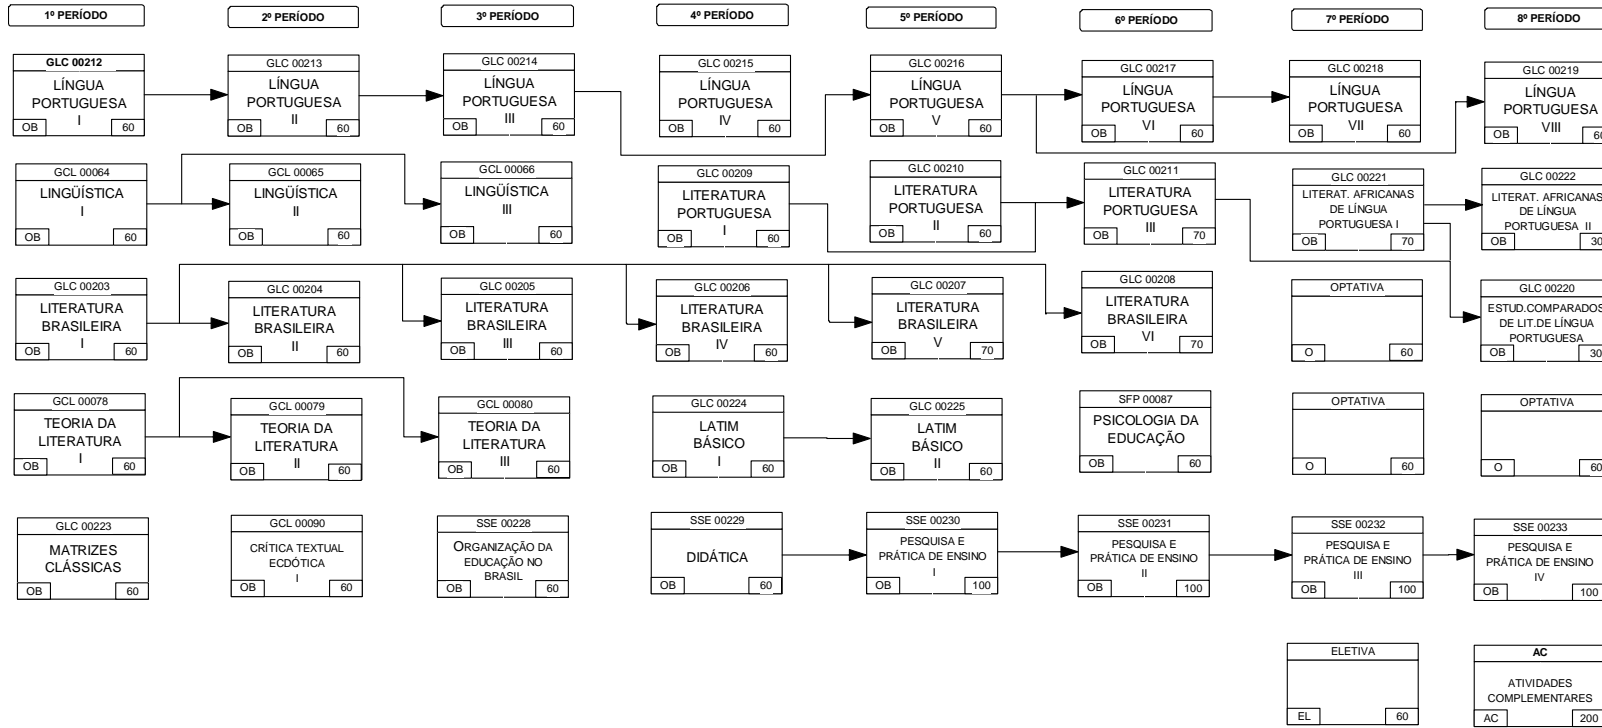 1º PERÍODO
2º PERÍODO
3º PERÍODO
4º PERÍODO
5º PERÍODO
6º PERÍODO
7º PERÍODO
8º PERÍODO
GLC 00212
LÍNGUA
PORTUGUESA
I
OB 60
GLC 00213
LÍNGUA
PORTUGUESA
II
OB 60
GLC 00214
LÍNGUA
PORTUGUESA
III
OB 60
GLC 00215
LÍNGUA
PORTUGUESA
IV
OB 60
GLC 00216
LÍNGUA
PORTUGUESA
V
OB 60
GLC 00217
LÍNGUA
PORTUGUESA
VI
OB 60
GLC 00218
LÍNGUA
PORTUGUESA
VII
OB 60
GLC 00219
LÍNGUA
PORTUGUESA
VIII
OB 60
GCL 00064
LINGÜÍSTICA
I
OB 60
GCL 00065
LINGÜÍSTICA
II
OB 60
GCL 00066
LINGÜÍSTICA
III
OB 60
GLC 00209
LITERATURA
PORTUGUESA
I
OB 60
GLC 00210
LITERATURA
PORTUGUESA
II
OB 60
GLC 00211
LITERATURA
PORTUGUESA
III
OB 70
GLC 00221
LITERAT. AFRICANAS
DE LÍNGUA
PORTUGUESA I
OB 70
GLC 00222
LITERAT. AFRICANAS
DE LÍNGUA
PORTUGUESA II
OB 30
GLC 00203
LITERATURA
BRASILEIRA
I
OB 60
GLC 00204
LITERATURA
BRASILEIRA
II
OB 60
GLC 00205
LITERATURA
BRASILEIRA
III
OB 60
GLC 00206
LITERATURA
BRASILEIRA
IV
OB 60
GLC 00207
LITERATURA
BRASILEIRA
V
OB 70
GLC 00208
LITERATURA
BRASILEIRA
VI
OB 70
OPTATIVA
O 60
GLC 00220
ESTUD.COMPARADOS
DE LIT.DE LÍNGUA
PORTUGUESA
OB 30
GCL 00078
TEORIA DA
LITERATURA
I
OB 60
GCL 00079
TEORIA DA
LITERATURA
II
OB 60
GCL 00080
TEORIA DA
LITERATURA
III
OB 60
GLC 00224
LATIM
BÁSICO
I
OB 60
GLC 00225
LATIM
BÁSICO
II
OB 60
SFP 00087
PSICOLOGIA DA
EDUCAÇÃO
OB 60
OPTATIVA
O 60
OPTATIVA
O 60
GLC 00223
MATRIZES
CLÁSSICAS
OB 60
GCL 00090
CRÍTICA TEXTUAL
ECDÓTICA
I
OB 60
SSE 00228
ORGANIZAÇÃO DA
EDUCAÇÃO NO
BRASIL
OB 60
SSE 00229
DIDÁTICA
OB 60
SSE 00230
PESQUISA E
PRÁTICA DE ENSINO
I
OB 100
SSE 00231
PESQUISA E
PRÁTICA DE ENSINO
II
OB 100
SSE 00232
PESQUISA E
PRÁTICA DE ENSINO
III
OB 100
SSE 00233
PESQUISA E
PRÁTICA DE ENSINO
IV
OB 100
ELETIVA
EL 60
AC
ATIVIDADES
COMPLEMENTARES
AC 200